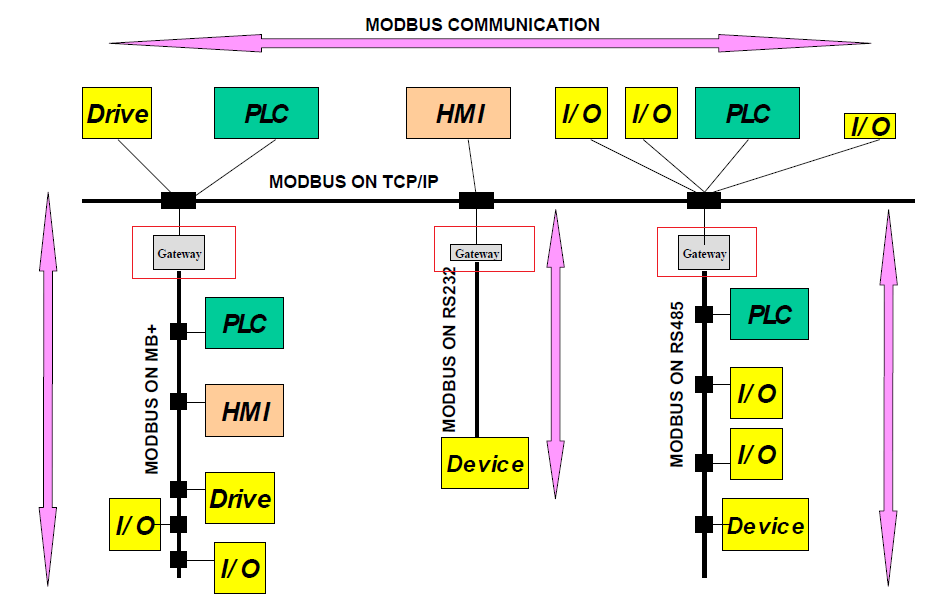 MODBUS COMMUNICATION
Drive
PLC
HMI
I/O
I/O
PLC
I/O
MODBUS ON TCP/IP
Gateway
Gateway
Gateway
MODBUS ON MB+
PLC
HMI
Drive
I/O
I/O
MODBUS ON RS232
Device
MODBUS ON RS485
PLC
I/O
I/O
Device